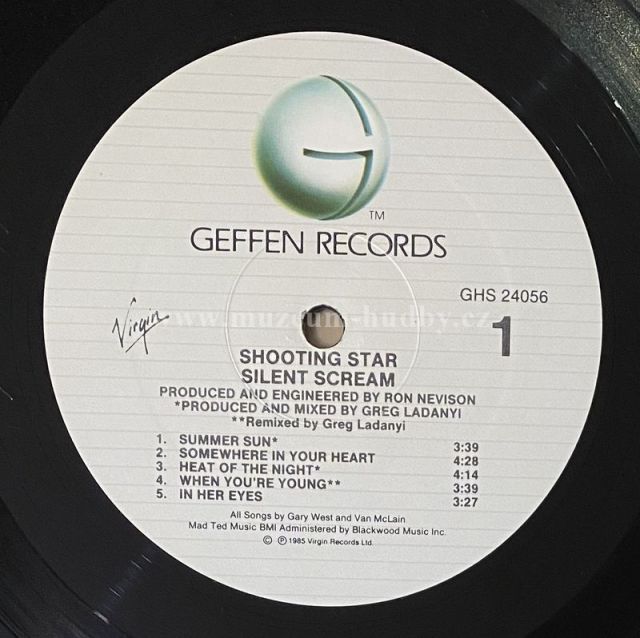 TM
GEFFEN RECORDS
GHS 24056
Virgin
www.muzeum-hudby.cz
1
SHOOTING STAR
SILENT SCREAM
PRODUCED AND ENGINEERED BY RON NEVISON
*PRODUCED AND MIXED BY GREG LADANYI
**Remixed by Greg Ladanyi
1. SUMMER SUN* 3:39
2. SOMEWHERE IN YOUR HEART 4:28
3. HEAT OF THE NIGHT* 4:14
4. WHEN YOU'RE YOUNG** 3:39
5. IN HER EYES 3:27
All Songs by Gary West and Van McLain
Mad Ted Music BMI Administered by Blackwood Music Inc.
© ℗ 1985 Virgin Records Ltd.